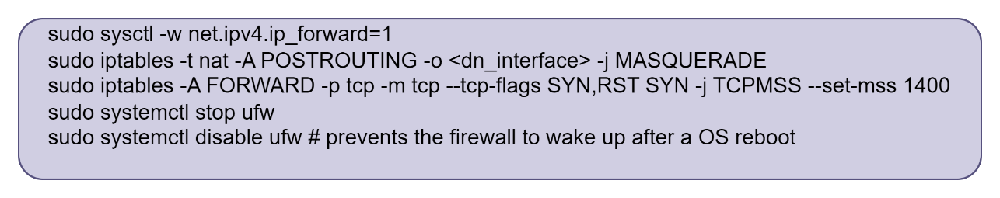 sudo sysctl -w net.ipv4.ip_forward=1
sudo iptables -t nat -A POSTROUTING -o <dn_interface> -j MASQUERADE
sudo iptables -A FORWARD -p tcp -m tcp --tcp-flags SYN,RST SYN -j TCPMSS --set-mss 1400
sudo systemctl stop ufw
sudo systemctl disable ufw # prevents the firewall to wake up after a OS reboot